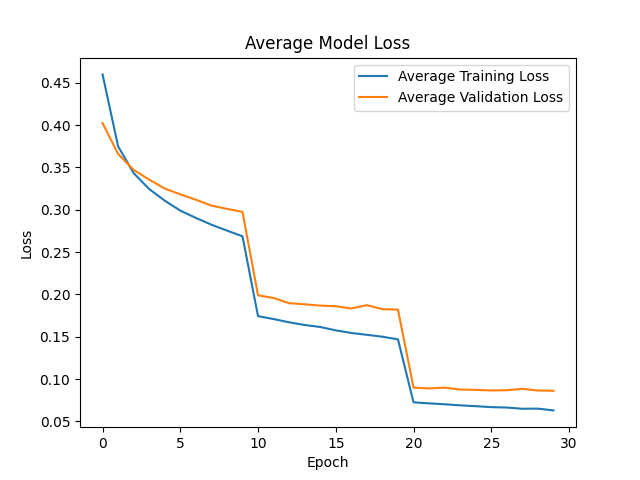 Average Model Loss
Average Training Loss
Average Validation Loss
Loss
0.45
0.40
0.35
0.30
0.25
0.20
0.15
0.10
0.05
0 5 10 15 20 25 30
Epoch